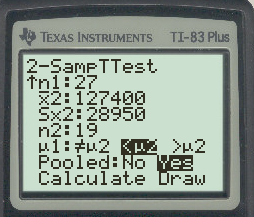 TEXAS INSTRUMENTS TI-83 Plus
2-SampTTest
↑n1:27
x̄2:127400
Sx2:28950
n2:19
μ1:≠μ2 <μ2 >μ2
Pooled:No Yes
Calculate Draw